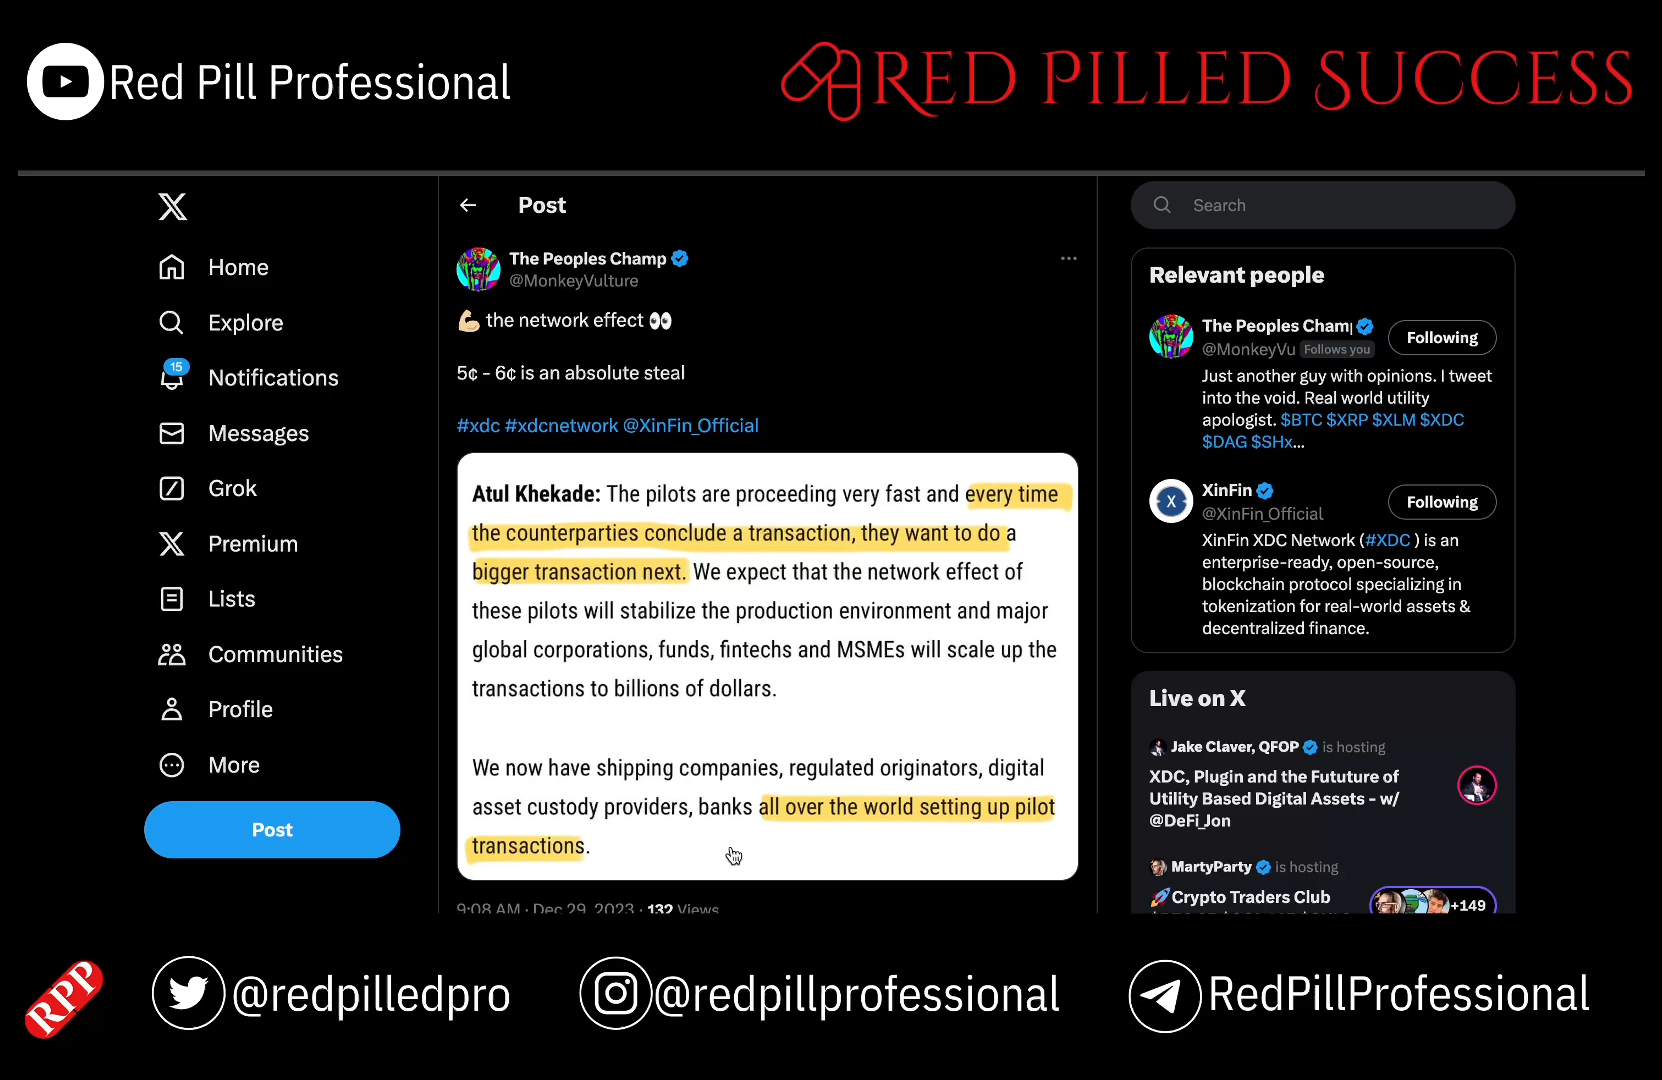 Red Pill Professional
RED PILLED SUCCESS
Home
Explore
15
Notifications
Messages
Grok
Premium
Lists
Communities
Profile
More
Post
Post
The Peoples Champ
@MonkeyVulture
💪🏼 the network effect 👀
5¢ - 6¢ is an absolute steal
#xdc #xdcnetwork @XinFin_Official
Atul Khekade: The pilots are proceeding very fast and every time
the counterparties conclude a transaction, they want to do a
bigger transaction next. We expect that the network effect of
these pilots will stabilize the production environment and major
global corporations, funds, fintechs and MSMEs will scale up the
transactions to billions of dollars.
We now have shipping companies, regulated originators, digital
asset custody providers, banks all over the world setting up pilot
transactions.
9:08 AM · Dec 29, 2023 · 132 Views
Search
Relevant people
The Peoples Champ
@MonkeyVu Follows you
Following
Just another guy with opinions. I tweet
into the void. Real world utility
apologist. $BTC $XRP $XLM $XDC
$DAG $SHx...
XinFin
@XinFin_Official
Following
XinFin XDC Network (#XDC ) is an
enterprise-ready, open-source,
blockchain protocol specializing in
tokenization for real-world assets &
decentralized finance.
Live on X
Jake Claver, QFOP is hosting
XDC, Plugin and the Fututure of
Utility Based Digital Assets - w/
@DeFi_Jon
MartyParty is hosting
🚀Crypto Traders Club
+149
RPP
@redpilledpro
@redpillprofessional
RedPillProfessional